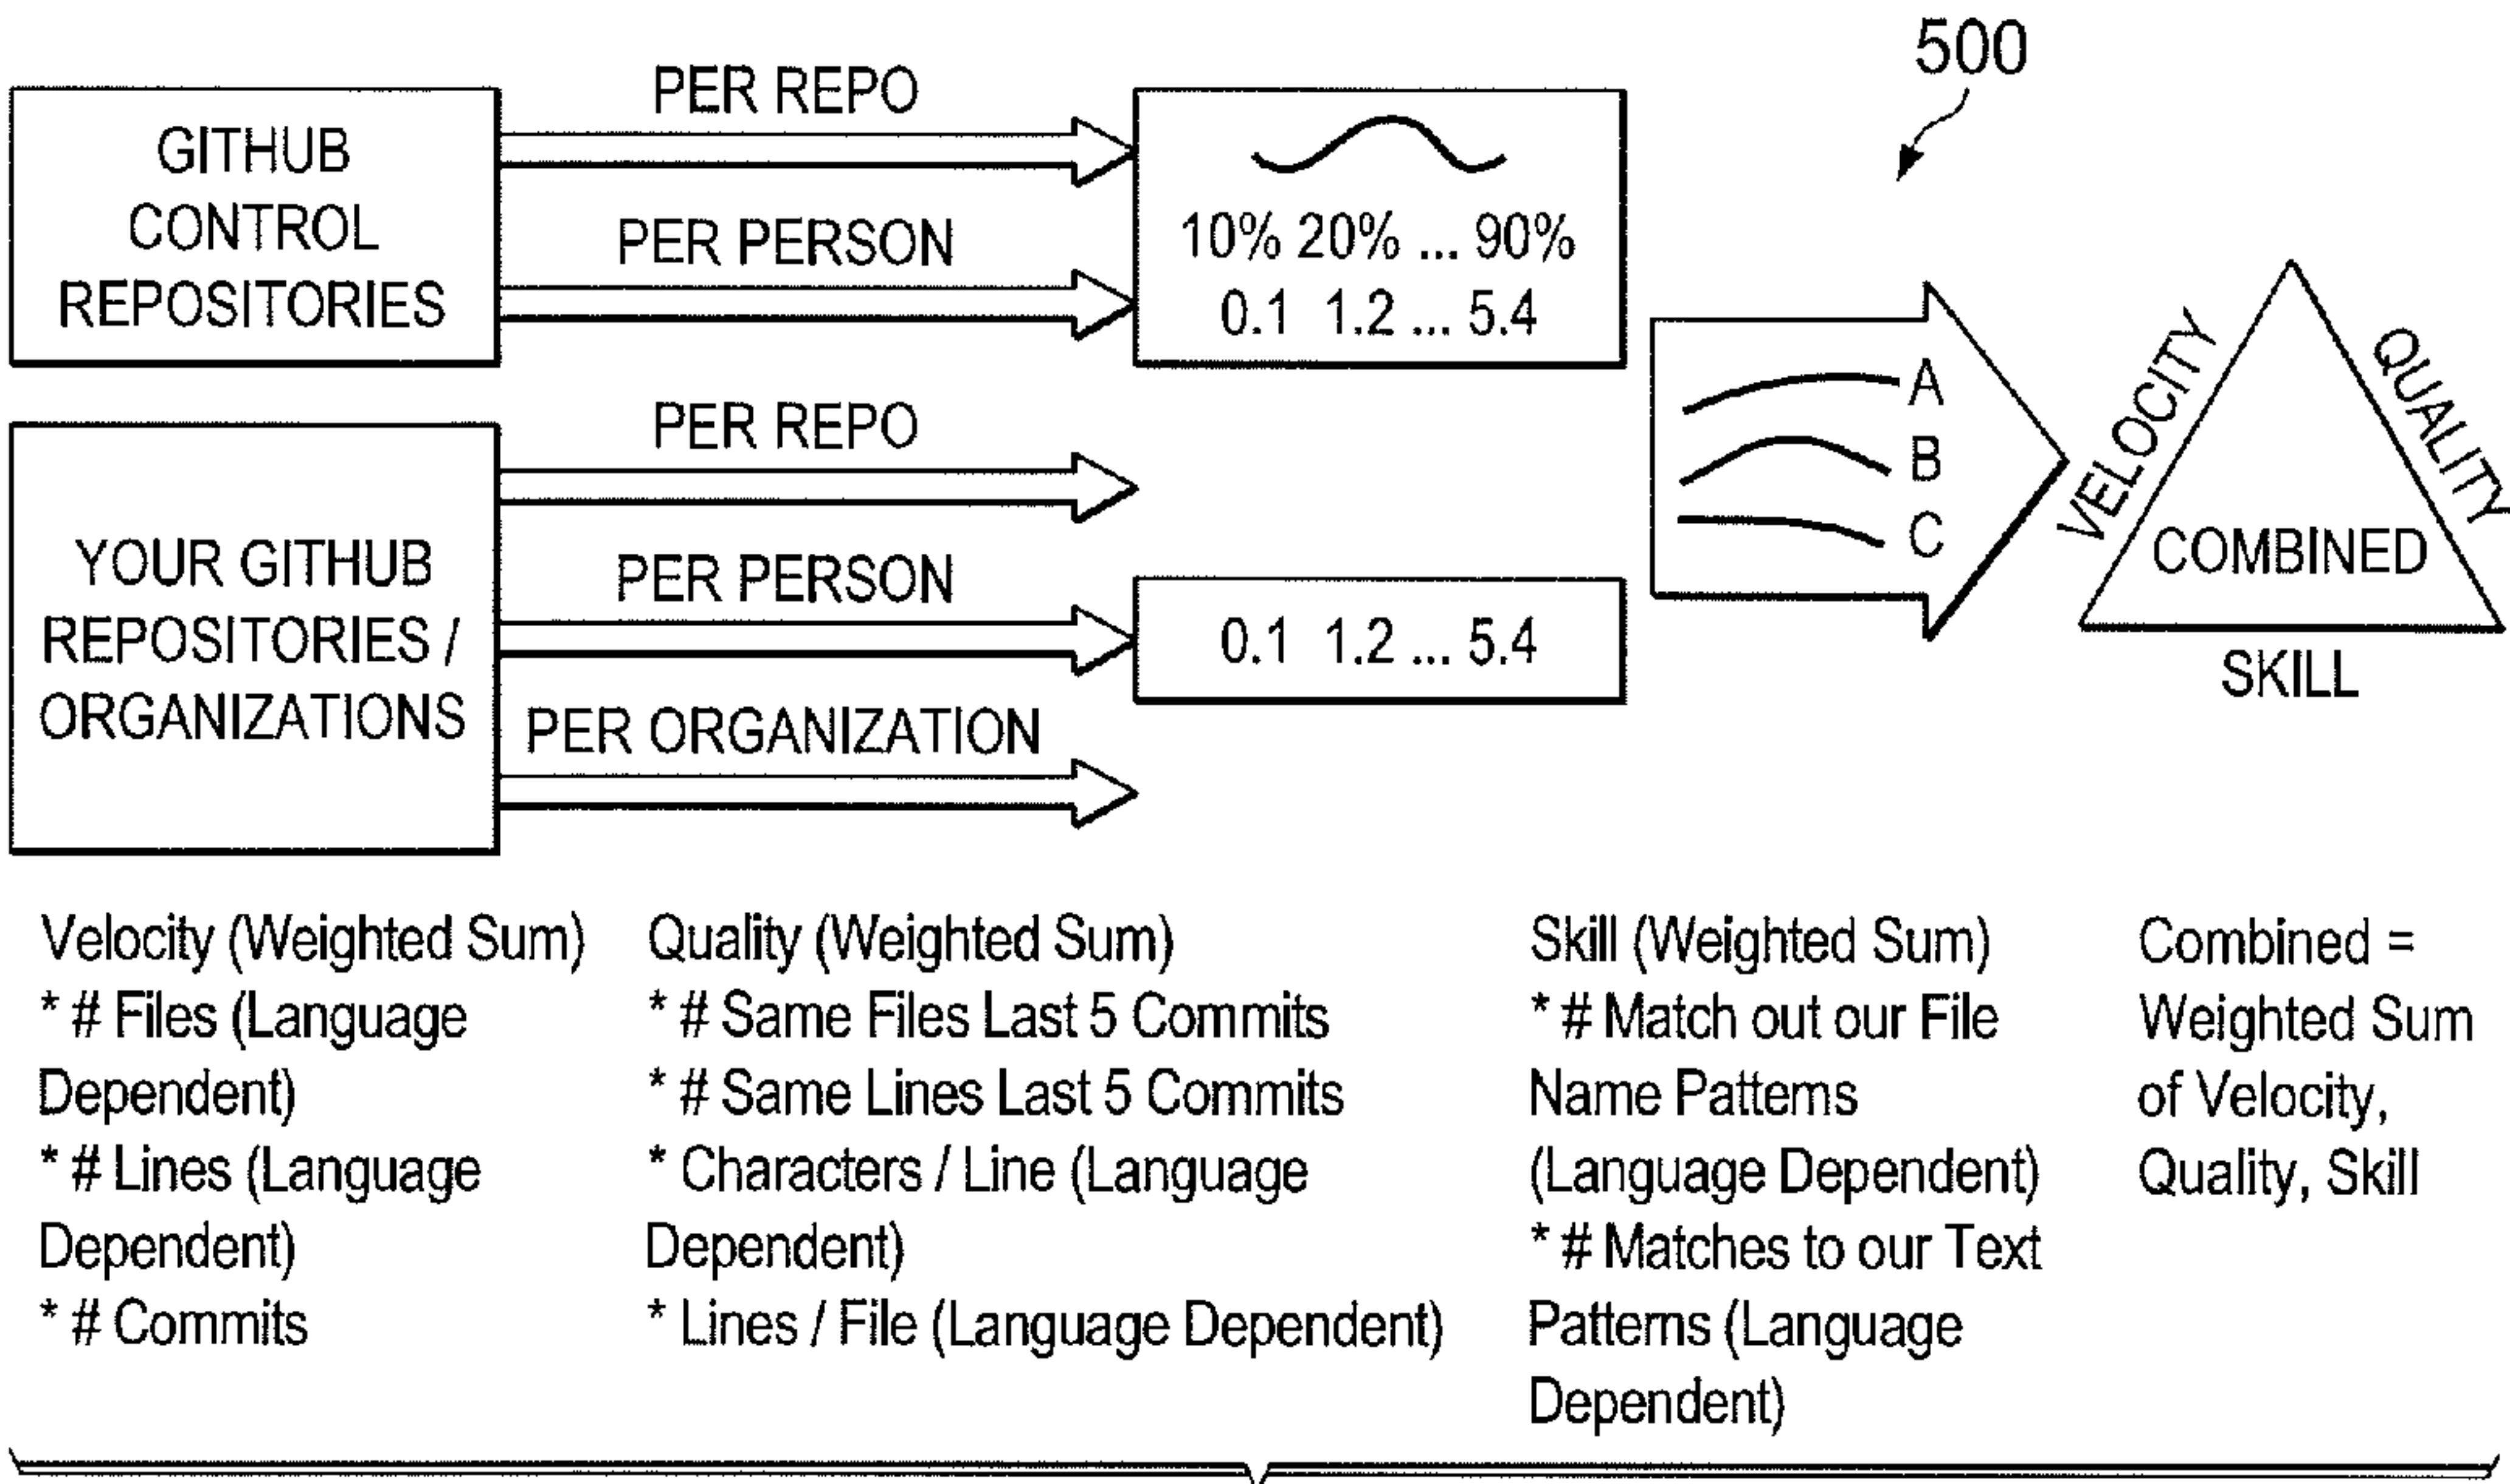 500
GITHUB
CONTROL
REPOSITORIES
PER REPO
PER PERSON
10% 20% ... 90%
0.1 1.2 ... 5.4
YOUR GITHUB
REPOSITORIES /
ORGANIZATIONS
PER REPO
PER PERSON
PER ORGANIZATION
0.1 1.2 ... 5.4
A
B
C
VELOCITY
QUALITY
COMBINED
SKILL
Velocity (Weighted Sum)
* # Files (Language
Dependent)
* # Lines (Language
Dependent)
* # Commits
Quality (Weighted Sum)
* # Same Files Last 5 Commits
* # Same Lines Last 5 Commits
* Characters / Line (Language
Dependent)
* Lines / File (Language Dependent)
Skill (Weighted Sum)
* # Match out our File
Name Patterns
(Language Dependent)
* # Matches to our Text
Patterns (Language
Dependent)
Combined =
Weighted Sum
of Velocity,
Quality, Skill